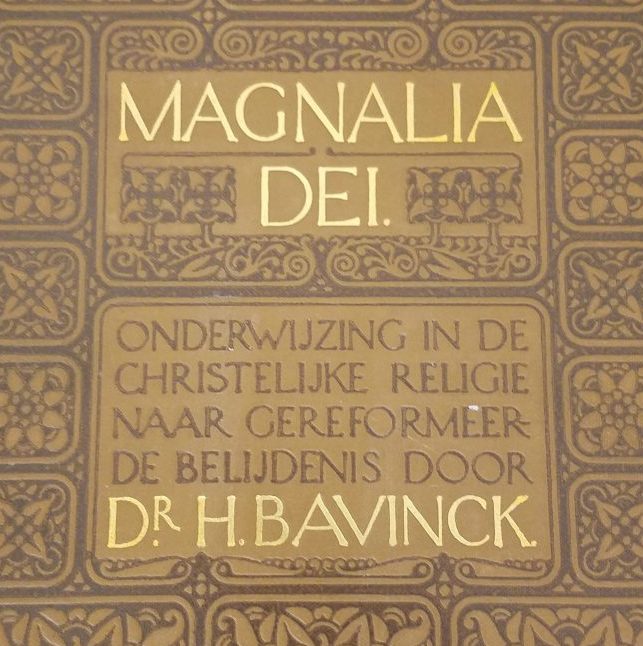 MAGNALIA
DEI.
ONDERWIJZING IN DE
CHRISTELIJKE RELIGIE
NAAR GEREFORMEER-
DE BELIJDENIS DOOR
DR. H. BAVINCK.